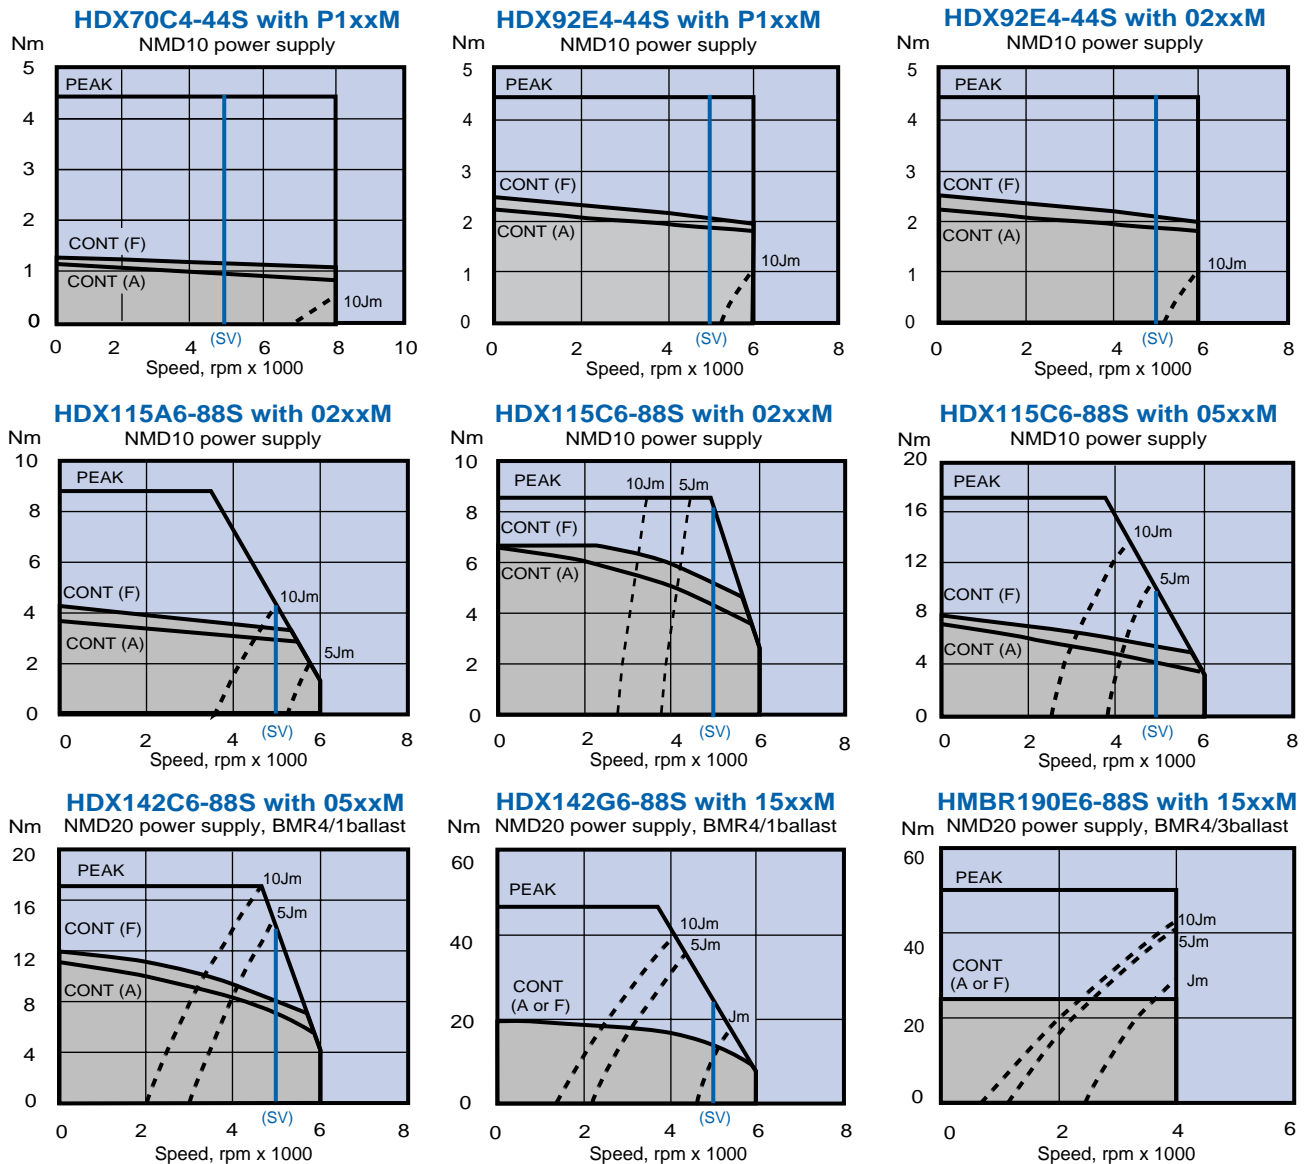 HDX70C4-44S with P1xxM
NMD10 power supply
Nm
5
4
3
2
1
0
PEAK
CONT (F)
CONT (A)
10Jm
(SV)
0 2 4 6 8 10
Speed, rpm x 1000
HDX92E4-44S with P1xxM
NMD10 power supply
Nm
5
4
3
2
1
0
PEAK
CONT (F)
CONT (A)
10Jm
(SV)
0 2 4 6 8
Speed, rpm x 1000
HDX92E4-44S with 02xxM
NMD10 power supply
Nm
5
4
3
2
1
0
PEAK
CONT (F)
CONT (A)
10Jm
(SV)
0 2 4 6 8
Speed, rpm x 1000
HDX115A6-88S with 02xxM
NMD10 power supply
Nm
10
8
6
4
2
0
PEAK
CONT (F)
CONT (A)
10Jm
5Jm
(SV)
0 2 4 6 8
Speed, rpm x 1000
HDX115C6-88S with 02xxM
NMD10 power supply
Nm
10
8
6
4
2
0
PEAK
10Jm 5Jm
CONT (F)
CONT (A)
(SV)
0 2 4 6 8
Speed, rpm x 1000
HDX115C6-88S with 05xxM
NMD10 power supply
Nm
20
16
12
8
4
0
PEAK
10Jm
5Jm
CONT (F)
CONT (A)
(SV)
0 2 4 6 8
Speed, rpm x 1000
HDX142C6-88S with 05xxM
NMD20 power supply, BMR4/1ballast
Nm
20
16
12
8
4
0
PEAK
10Jm
5Jm
CONT (F)
CONT (A)
(SV)
0 2 4 6 8
Speed, rpm x 1000
HDX142G6-88S with 15xxM
NMD20 power supply, BMR4/1ballast
Nm
60
40
20
0
PEAK
10Jm
5Jm
CONT
(A or F)
Jm
(SV)
0 2 4 6 8
Speed, rpm x 1000
HMBR190E6-88S with 15xxM
NMD20 power supply, BMR4/3ballast
Nm
60
40
20
0
PEAK
10Jm
5Jm
CONT
(A or F)
Jm
0 2 4 6
Speed, rpm x 1000